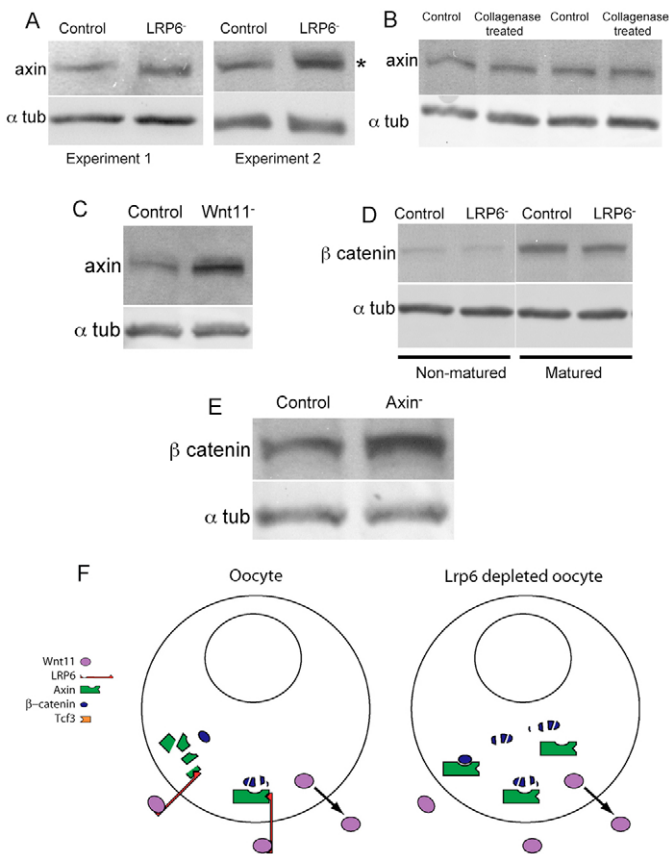 A
Control LRP6⁻ Control LRP6⁻
axin *
α tub
Experiment 1 Experiment 2
B
Control Collagenase treated Control Collagenase treated
axin
α tub
C
Control Wnt11⁻
axin
α tub
D
Control LRP6⁻ Control LRP6⁻
β catenin
α tub
Non-matured Matured
E
Control Axin⁻
β catenin
α tub
F
Oocyte Lrp6 depleted oocyte
Wnt11
LRP6
Axin
β–catenin
Tcf3